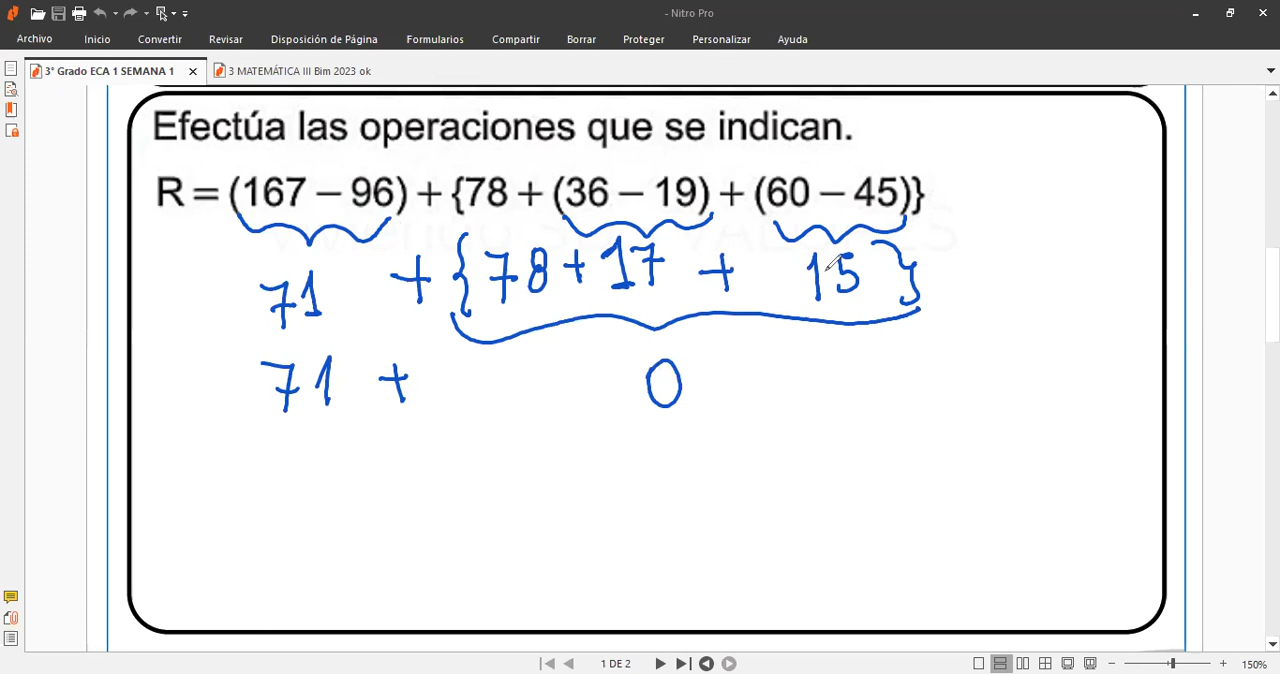 - Nitro Pro
Archivo Inicio Convertir Revisar Disposición de Página Formularios Compartir Borrar Proteger Personalizar Ayuda
3° Grado ECA 1 SEMANA 1 × 3 MATEMÁTICA III Bim 2023 ok
Efectúa las operaciones que se indican.
R = (167 – 96) + {78 + (36 – 19) + (60 – 45)}
71 + {78 + 17 + 15}
71 + 0
1 DE 2 150%